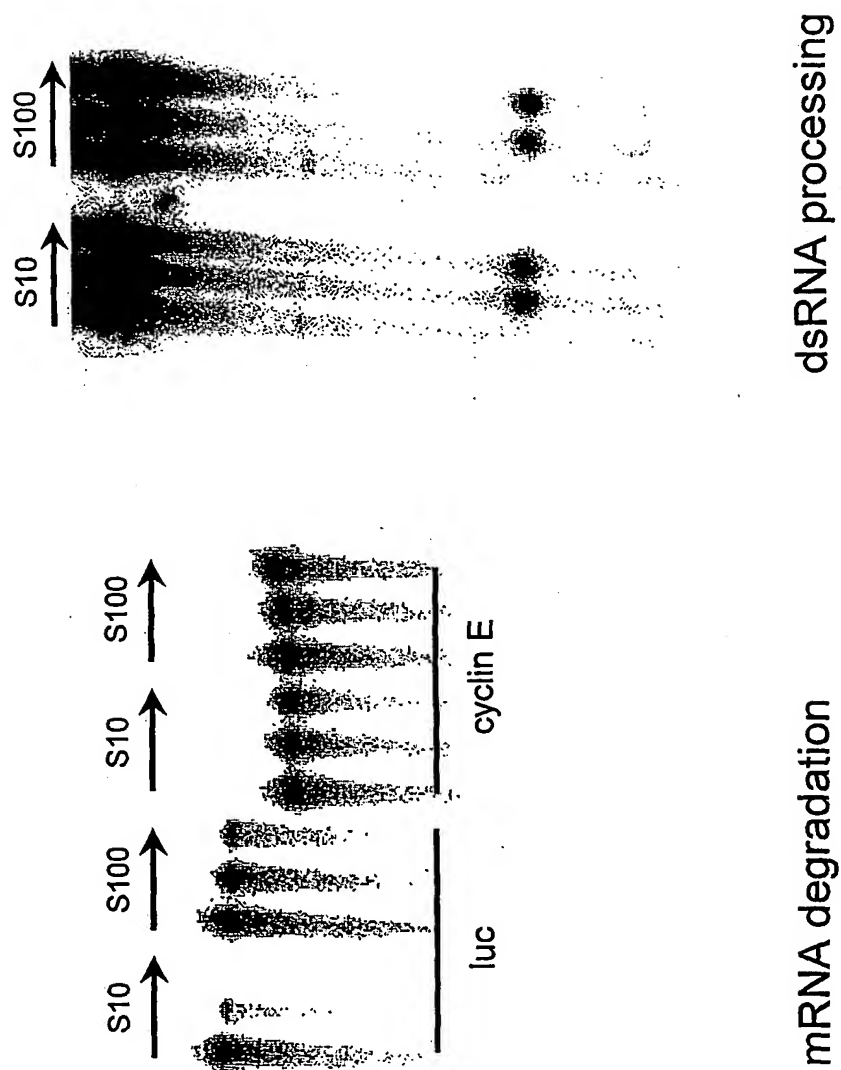 S10
S100
S10
S100
luc
cyclin E
mRNA degradation
S10
S100
dsRNA processing